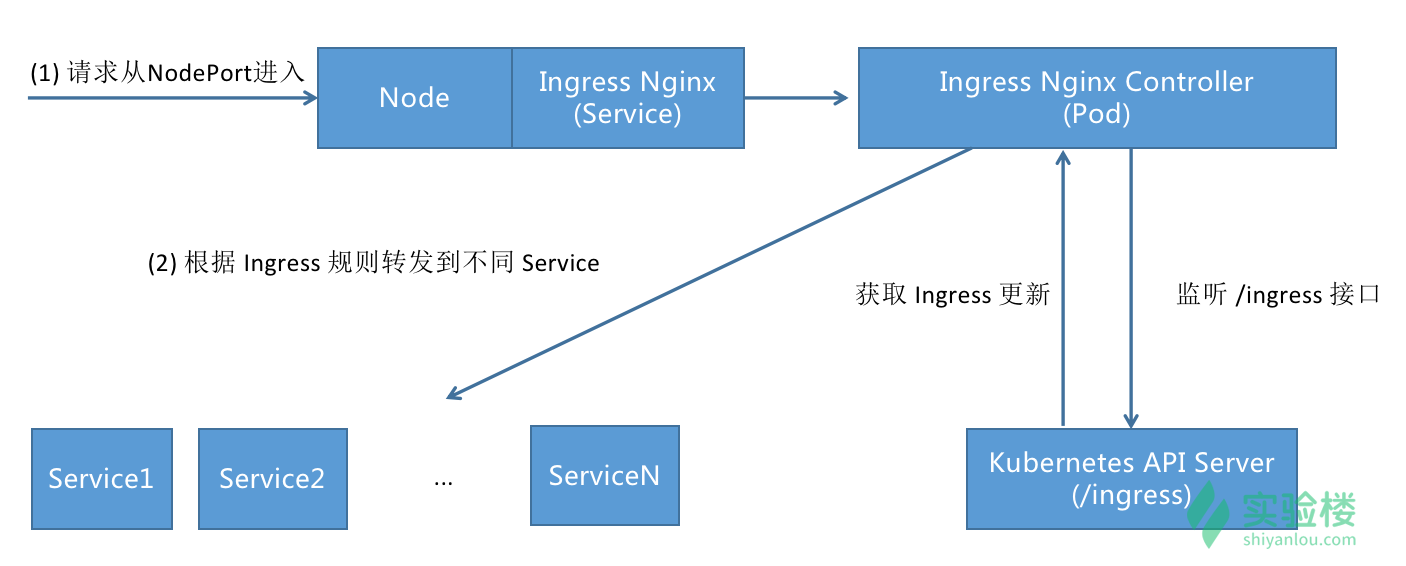 (1) 请求从NodePort进入
Node
Ingress Nginx
(Service)
Ingress Nginx Controller
(Pod)
(2) 根据 Ingress 规则转发到不同 Service
获取 Ingress 更新
监听 /ingress 接口
Service1
Service2
...
ServiceN
Kubernetes API Server
(/ingress)
实验楼
shiyanlou.com